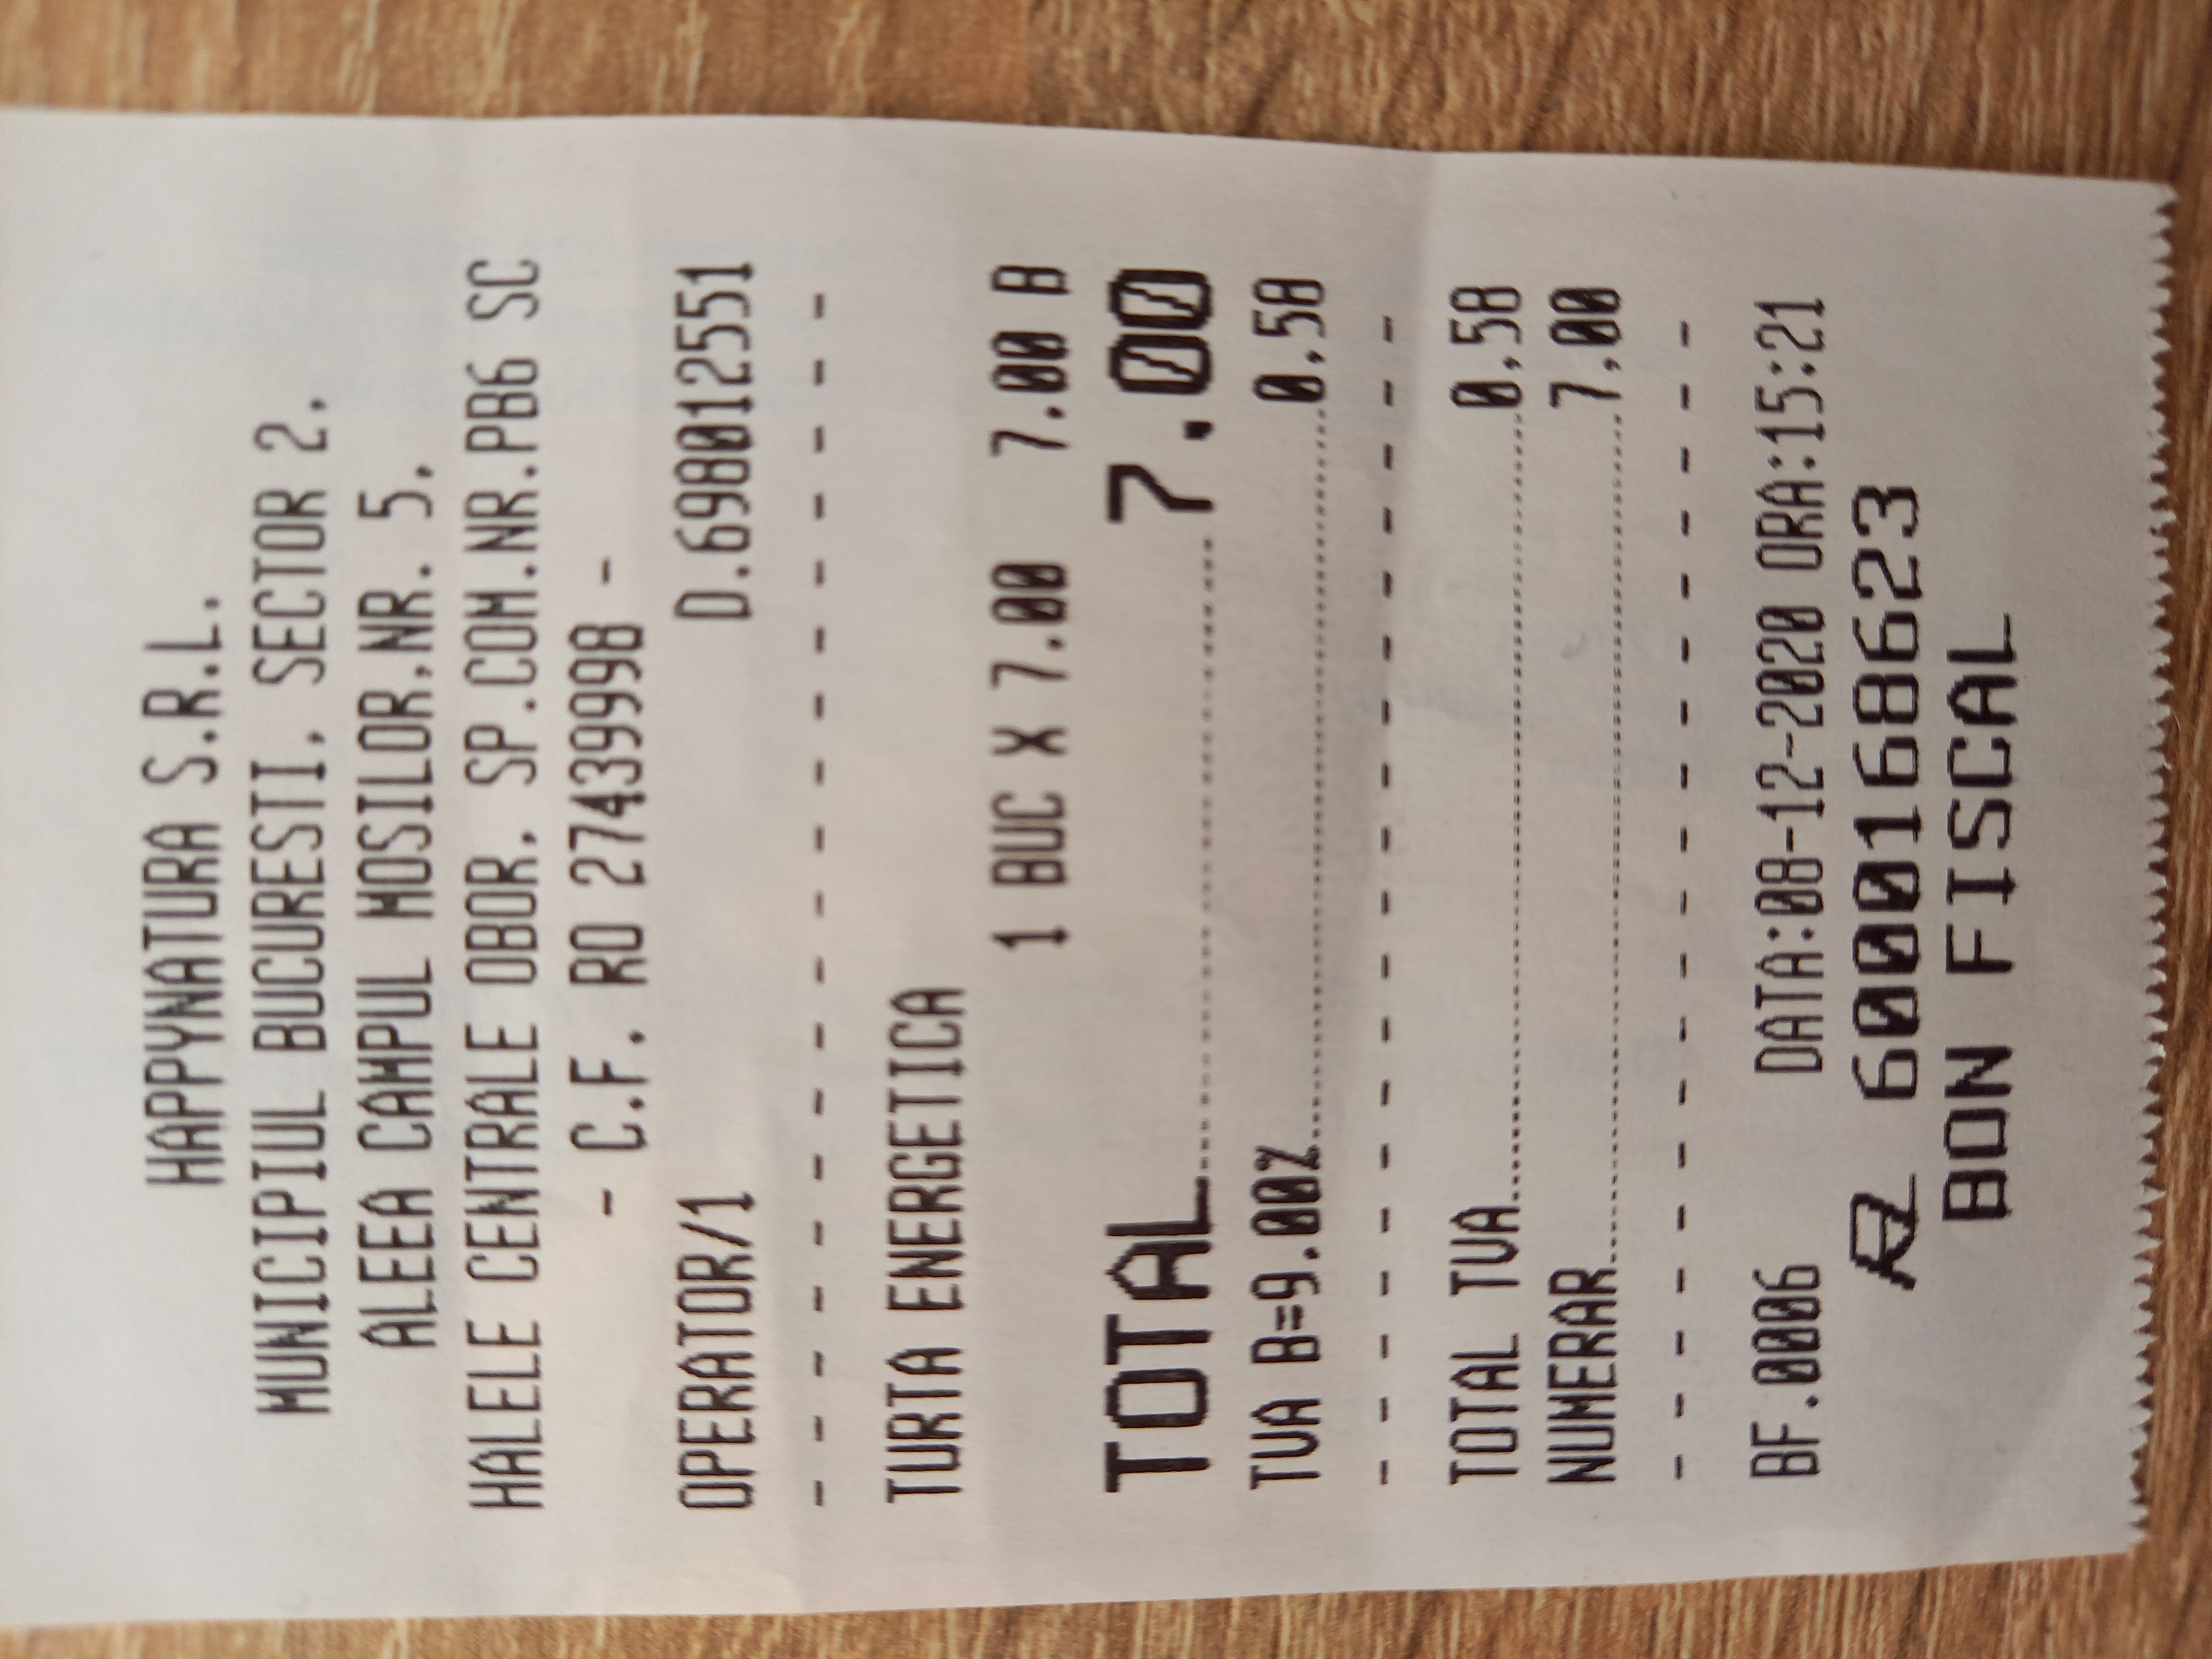 HAPPYNATURA S.R.L.
MUNICIPIUL BUCURESTI, SECTOR 2,
ALEEA CAMPUL MOSILOR,NR. 5,
HALELE CENTRALE OBOR, SP.COM.NR.PB6 SC
- C.F. RO 27439998 -
OPERATOR/1 D.698012551
- - - - - - - - - - - - - - - - - -
TURTA ENERGETICA
1 BUC X 7.00 7.00 B
TOTAL 7.00
TVA B=9.00% 0,58
- - - - - - - - - - - - - - - - - -
TOTAL TVA 0,58
NUMERAR 7,00
- - - - - - - - - - - - - - - - - -
BF.0006 DATA:08-12-2020 ORA:15:21
6000168623
BON FISCAL